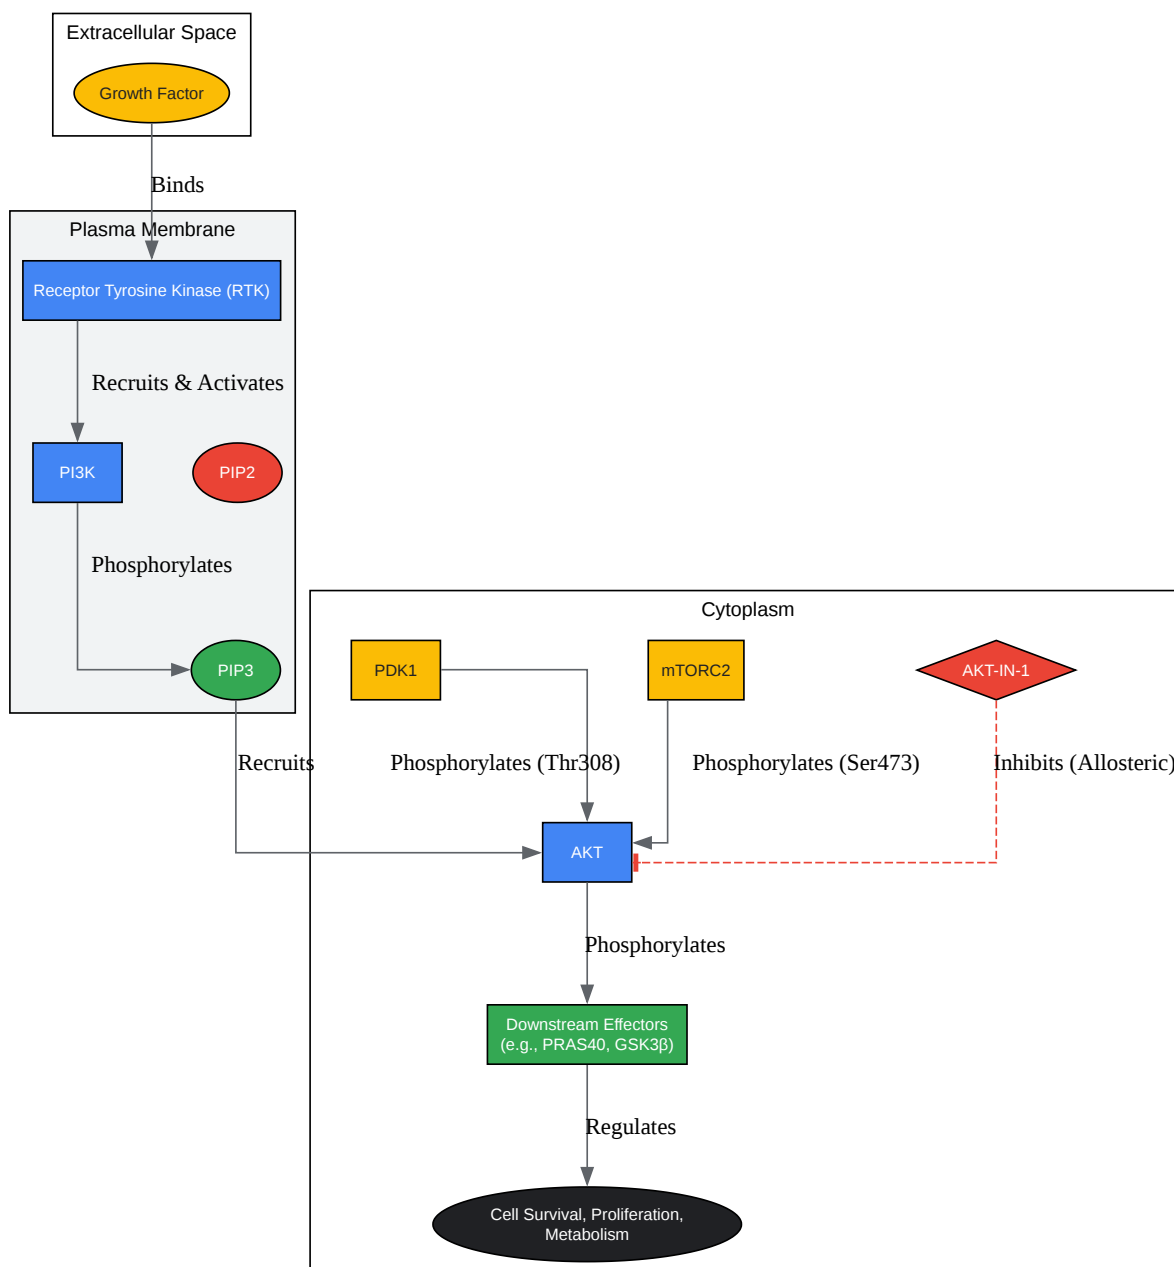 Extracellular Space
Growth Factor
Binds
Plasma Membrane
Receptor Tyrosine Kinase (RTK)
Recruits & Activates
PI3K
PIP2
Phosphorylates
Cytoplasm
PIP3
PDK1
mTORC2
AKT-IN-1
Recruits
Phosphorylates (Thr308)
Phosphorylates (Ser473)
Inhibits (Allosteric)
AKT
Phosphorylates
Downstream Effectors
(e.g., PRAS40, GSK3β)
Regulates
Cell Survival, Proliferation,
Metabolism